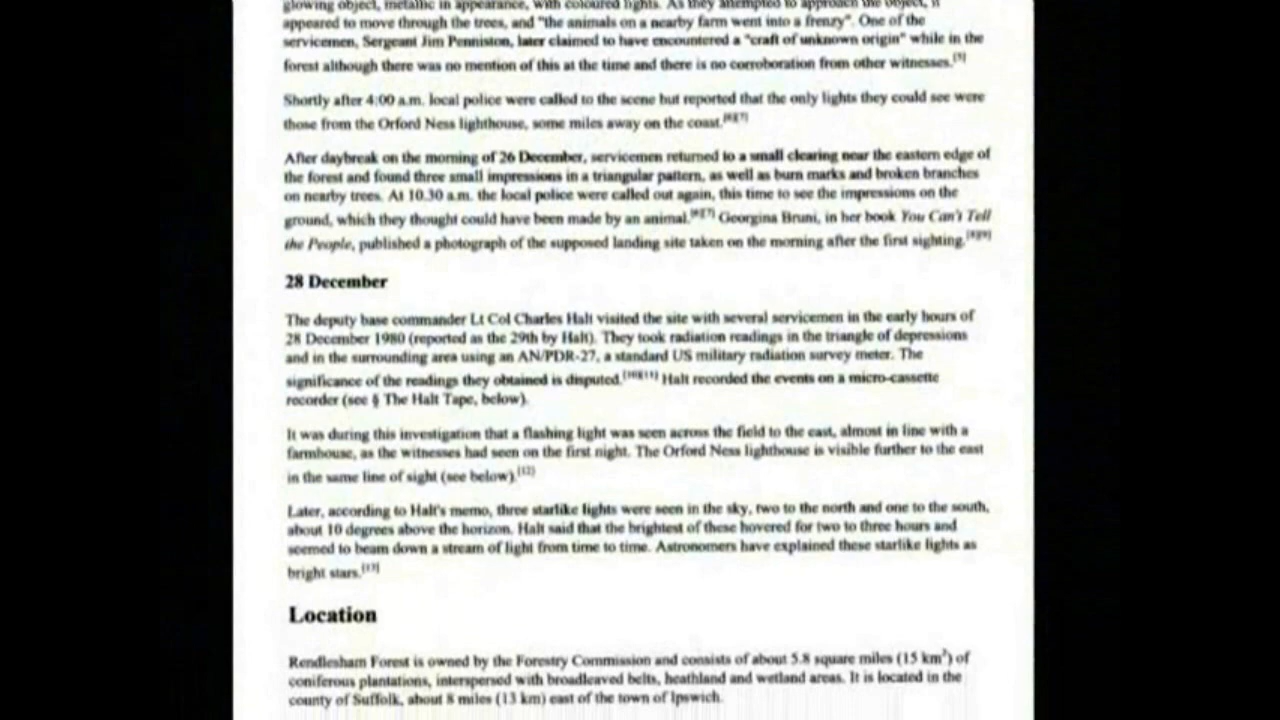 glowing object, metallic in appearance, with coloured lights. As they attempted to approach the object, it
appeared to move through the trees, and "the animals on a nearby farm went into a frenzy". One of the
servicemen, Sergeant Jim Penniston, later claimed to have encountered a "craft of unknown origin" while in the
forest although there was no mention of this at the time and there is no corroboration from other witnesses.[5]
Shortly after 4:00 a.m. local police were called to the scene but reported that the only lights they could see were
those from the Orford Ness lighthouse, some miles away on the coast.[6][7]
After daybreak on the morning of 26 December, servicemen returned to a small clearing near the eastern edge of
the forest and found three small impressions in a triangular pattern, as well as burn marks and broken branches
on nearby trees. At 10.30 a.m. the local police were called out again, this time to see the impressions on the
ground, which they thought could have been made by an animal.[6][7] Georgina Bruni, in her book You Can't Tell
the People, published a photograph of the supposed landing site taken on the morning after the first sighting.[8][9]
28 December
The deputy base commander Lt Col Charles Halt visited the site with several servicemen in the early hours of
28 December 1980 (reported as the 29th by Halt). They took radiation readings in the triangle of depressions
and in the surrounding area using an AN/PDR-27, a standard US military radiation survey meter. The
significance of the readings they obtained is disputed.[10][11] Halt recorded the events on a micro-cassette
recorder (see § The Halt Tape, below).
It was during this investigation that a flashing light was seen across the field to the east, almost in line with a
farmhouse, as the witnesses had seen on the first night. The Orford Ness lighthouse is visible further to the east
in the same line of sight (see below).[12]
Later, according to Halt's memo, three starlike lights were seen in the sky, two to the north and one to the south,
about 10 degrees above the horizon. Halt said that the brightest of these hovered for two to three hours and
seemed to beam down a stream of light from time to time. Astronomers have explained these starlike lights as
bright stars.[13]
Location
Rendlesham Forest is owned by the Forestry Commission and consists of about 5.8 square miles (15 km²) of
coniferous plantations, interspersed with broadleaved belts, heathland and wetland areas. It is located in the
county of Suffolk, about 8 miles (13 km) east of the town of Ipswich.